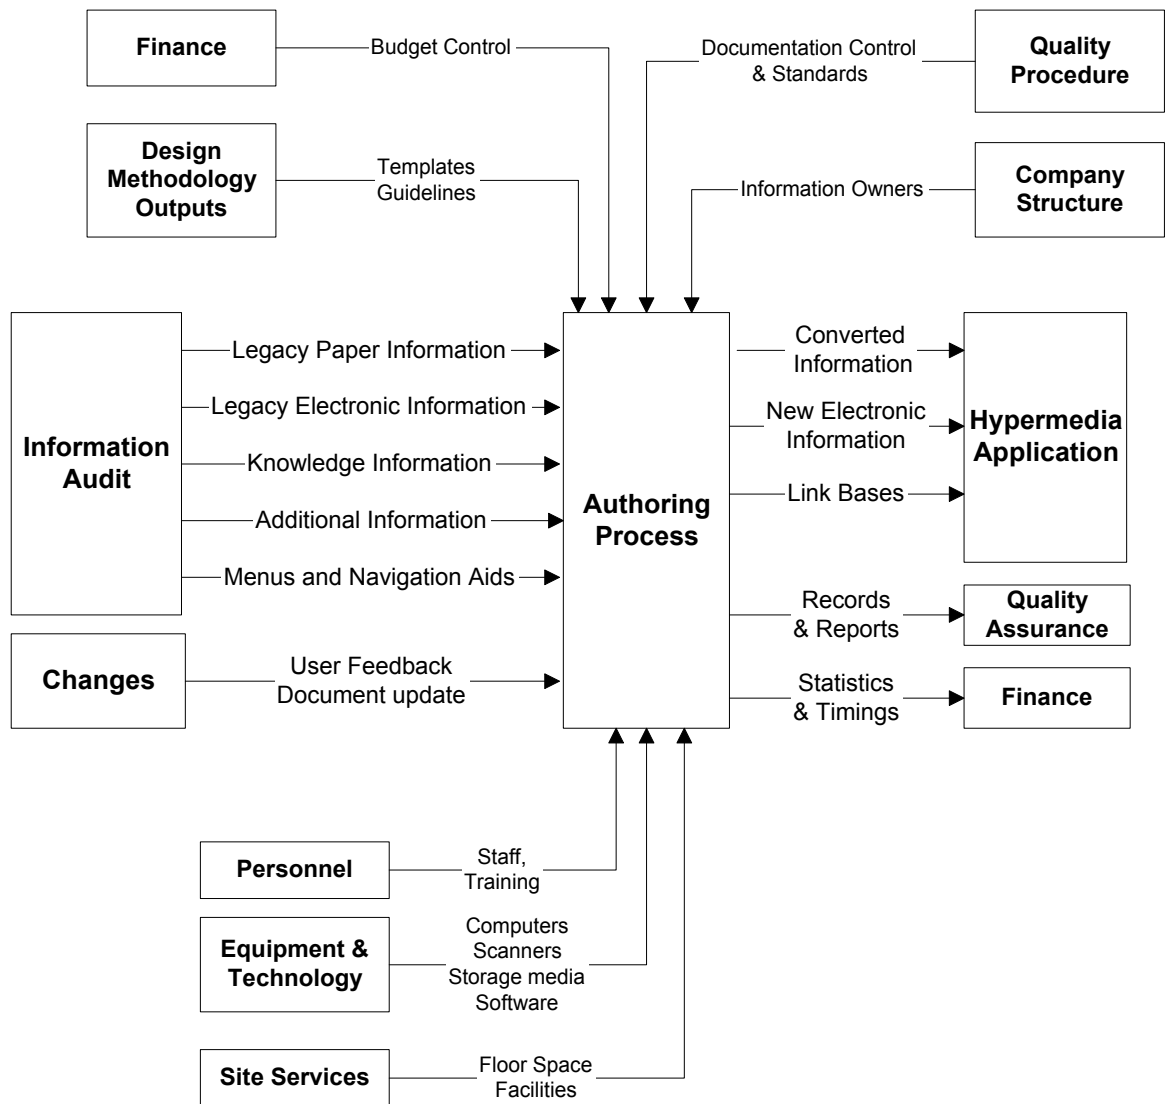 Finance
Budget Control
Documentation Control
& Standards
Quality
Procedure
Design
Methodology
Outputs
Templates
Guidelines
Information Owners
Company
Structure
Information
Audit
Legacy Paper Information
Legacy Electronic Information
Knowledge Information
Additional Information
Menus and Navigation Aids
Changes
User Feedback
Document update
Authoring
Process
Converted
Information
New Electronic
Information
Link Bases
Hypermedia
Application
Records
& Reports
Quality
Assurance
Statistics
& Timings
Finance
Personnel
Staff,
Training
Equipment &
Technology
Computers
Scanners
Storage media
Software
Site Services
Floor Space
Facilities